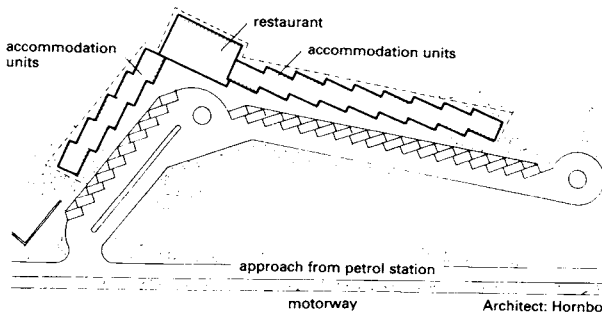 restaurant
accommodation
units
accommodation units
approach from petrol station
motorway
Architect: Hornbo